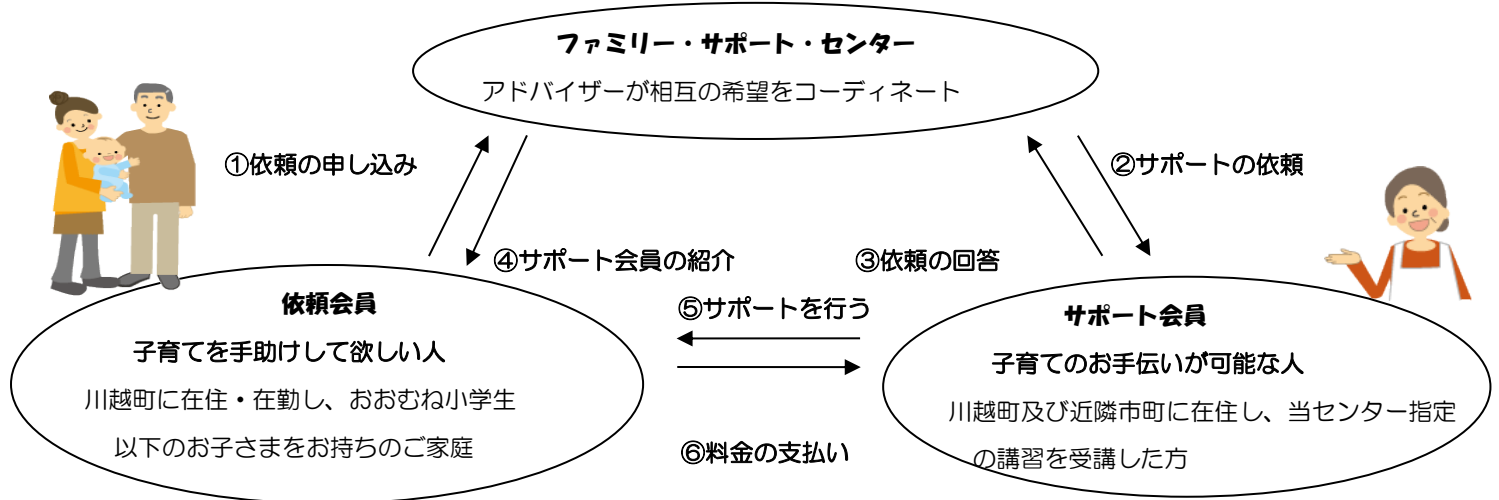 ファミリー・サポート・センター
アドバイザーが相互の希望をコーディネート
①依頼の申し込み
②サポートの依頼
④サポート会員の紹介
③依頼の回答
依頼会員
子育てを手助けして欲しい人
川越町に在住・在勤し、おおむね小学生
以下のお子さまをお持ちのご家庭
⑤サポートを行う
⑥料金の支払い
サポート会員
子育てのお手伝いが可能な人
川越町及び近隣市町に在住し、当センター指定
の講習を受講した方